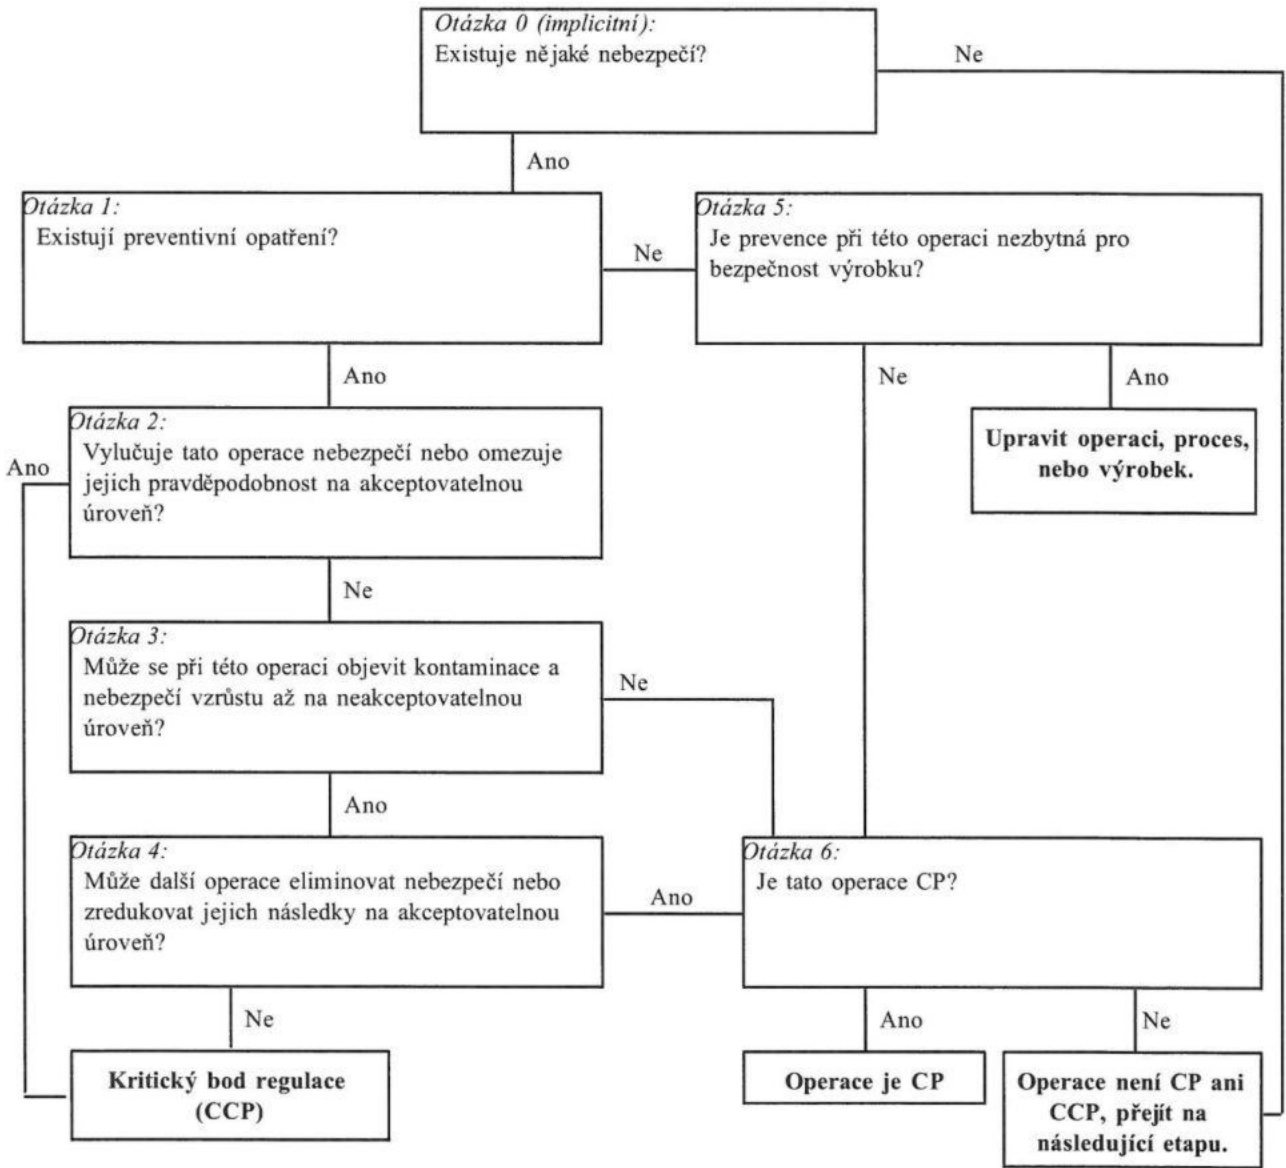 Otázka 0 (implicitní):
Existuje nějaké nebezpečí?
Ne
Ano
Otázka 1:
Existují preventivní opatření?
Ne
Otázka 5:
Je prevence při této operaci nezbytná pro
bezpečnost výrobku?
Ano
Ne
Ano
Otázka 2:
Vylučuje tato operace nebezpečí nebo omezuje
jejich pravděpodobnost na akceptovatelnou
úroveň?
Ano
Upravit operaci, proces,
nebo výrobek.
Ne
Otázka 3:
Může se při této operaci objevit kontaminace a
nebezpečí vzrůstu až na neakceptovatelnou
úroveň?
Ne
Ano
Otázka 4:
Může další operace eliminovat nebezpečí nebo
zredukovat jejich následky na akceptovatelnou
úroveň?
Ano
Otázka 6:
Je tato operace CP?
Ne
Ano
Ne
Kritický bod regulace
(CCP)
Operace je CP
Operace není CP ani
CCP, přejít na
následující etapu.